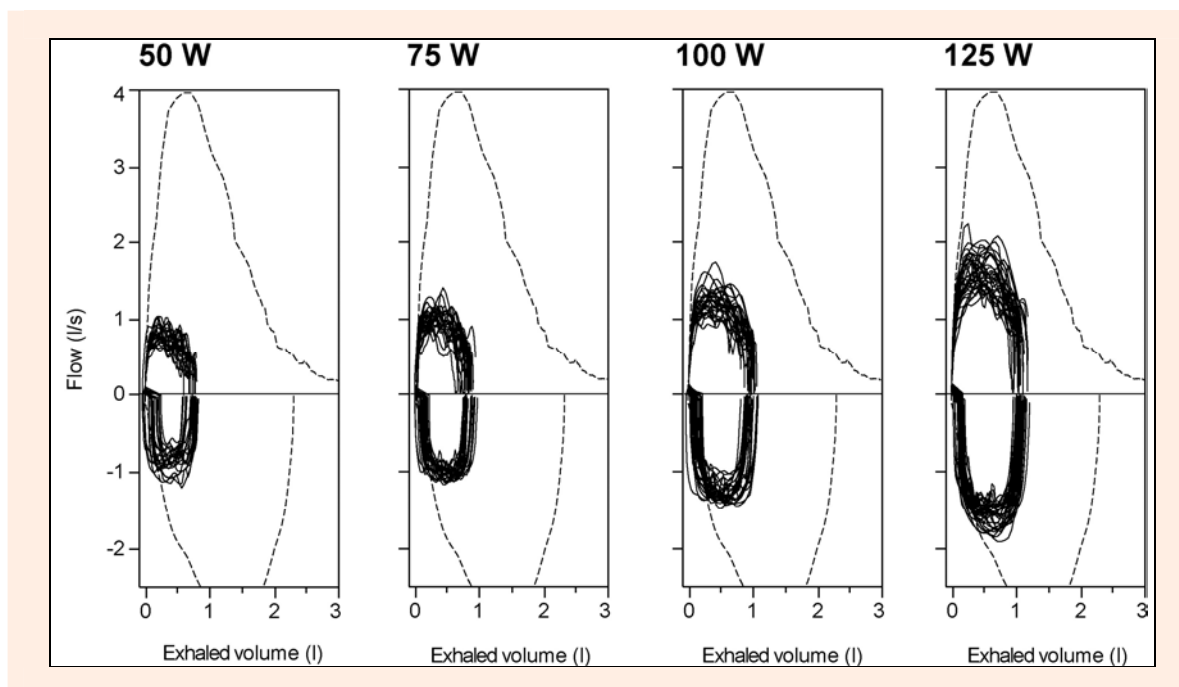 50 W
75 W
100 W
125 W
4
3
2
1
0
-1
-2
Flow (l/s)
0 1 2 3
0 1 2 3
0 1 2 3
0 1 2 3
Exhaled volume (l)
Exhaled volume (l)
Exhaled volume (l)
Exhaled volume (l)